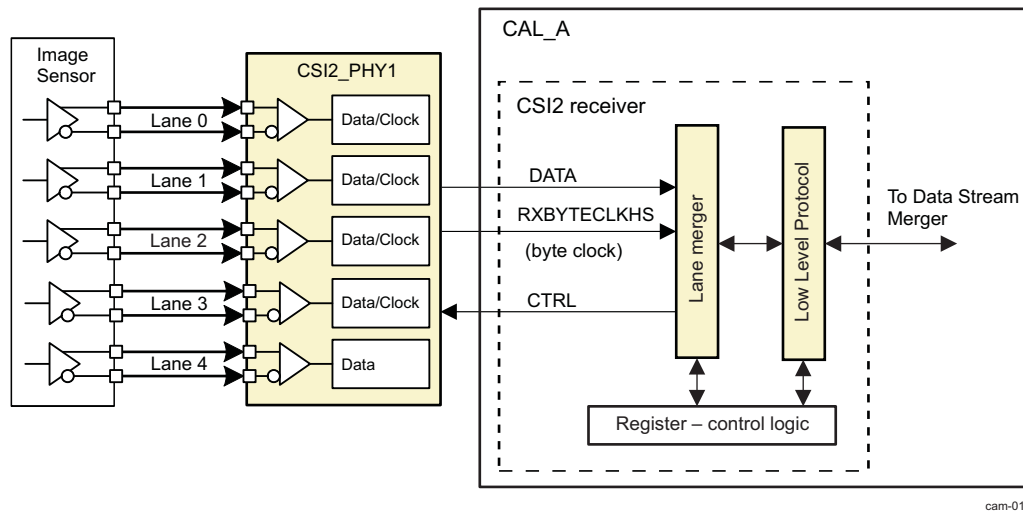 CAL_A
Image
Sensor
CSI2_PHY1
CSI2 receiver
Lane 0
Data/Clock
Lane 1
Data/Clock
DATA
Lane 2
Data/Clock
RXBYTECLKHS
(byte clock)
Lane 3
Data/Clock
CTRL
Lane 4
Data
Lane merger
Low Level Protocol
To Data Stream
Merger
Register – control logic
cam-01